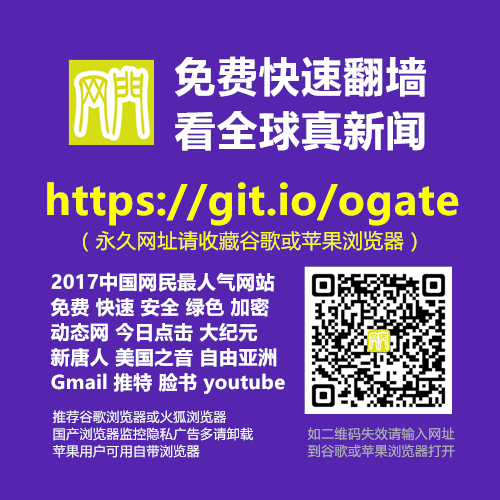 网门
免费快速翻墙
看全球真新闻
https://git.io/ogate
（永久网址请收藏谷歌或苹果浏览器）
2017中国网民最人气网站
免费 快速 安全 绿色 加密
动态网 今日点击 大纪元
新唐人 美国之音 自由亚洲
Gmail 推特 脸书 youtube
推荐谷歌浏览器或火狐浏览器
国产浏览器监控隐私广告多请卸载
苹果用户可用自带浏览器
如二维码失效请输入网址
到谷歌或苹果浏览器打开